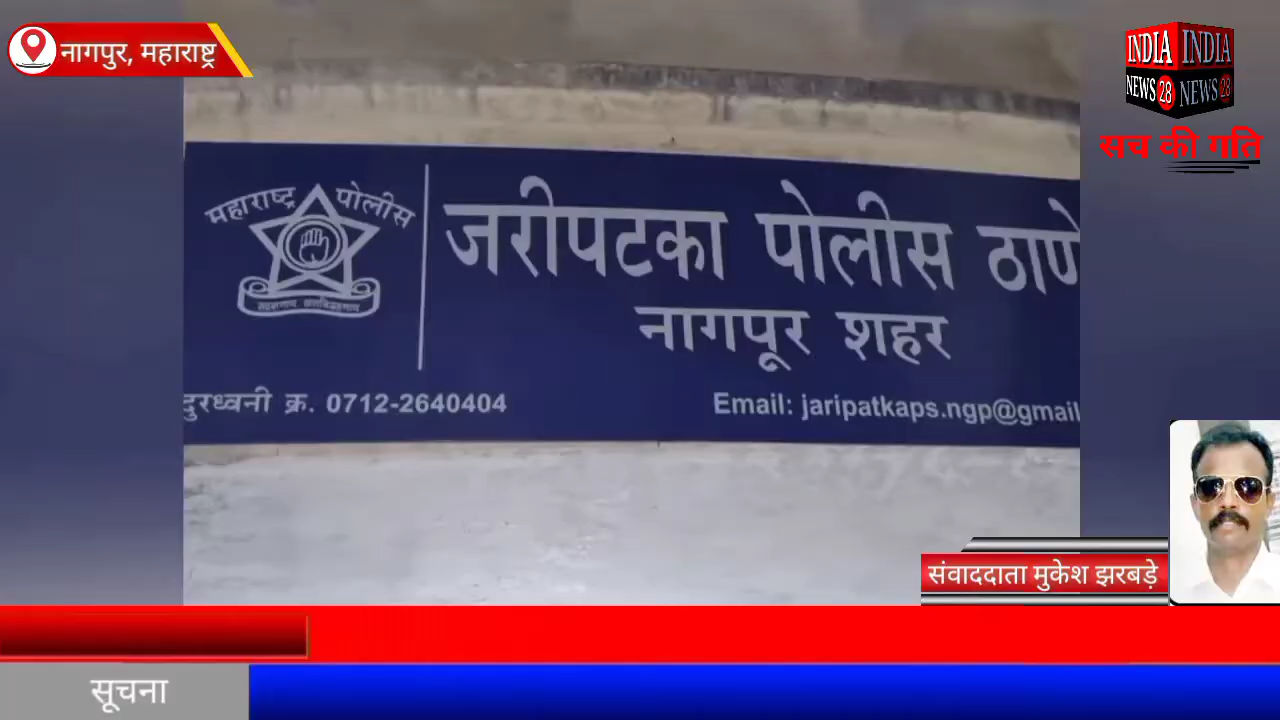 नागपुर, महाराष्ट्र
INDIA INDIA
NEWS 28 NEWS 28
सच की गति
महाराष्ट्र पोलीस
जरीपटका पोलीस ठाणे
नागपूर शहर
दुरध्वनी क्र. 0712-2640404
Email: jaripatkaps.ngp@gmail
संवाददाता मुकेश झरबड़े
सूचना